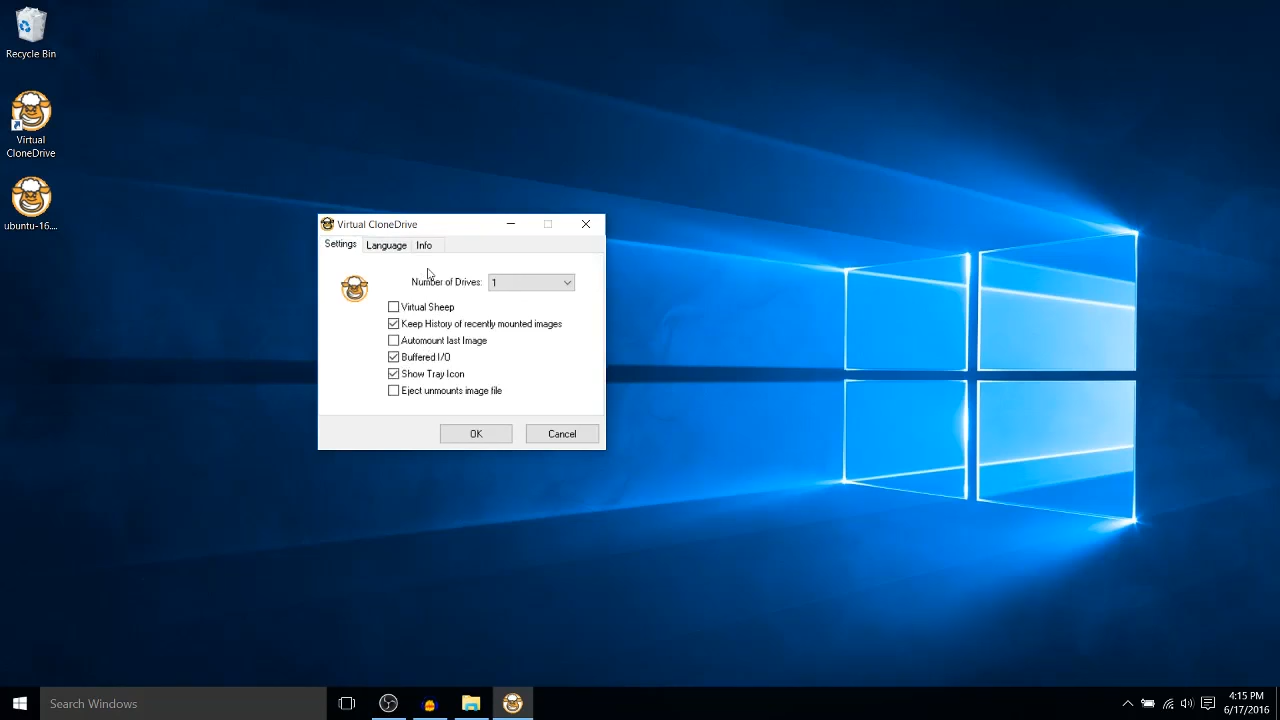 Recycle Bin
Virtual
CloneDrive
ubuntu-16....
Virtual CloneDrive
Settings Language Info
Number of Drives: 1
Virtual Sheep
Keep History of recently mounted images
Automount last Image
Buffered I/O
Show Tray Icon
Eject unmounts image file
OK Cancel
Search Windows
4:15 PM
6/17/2016